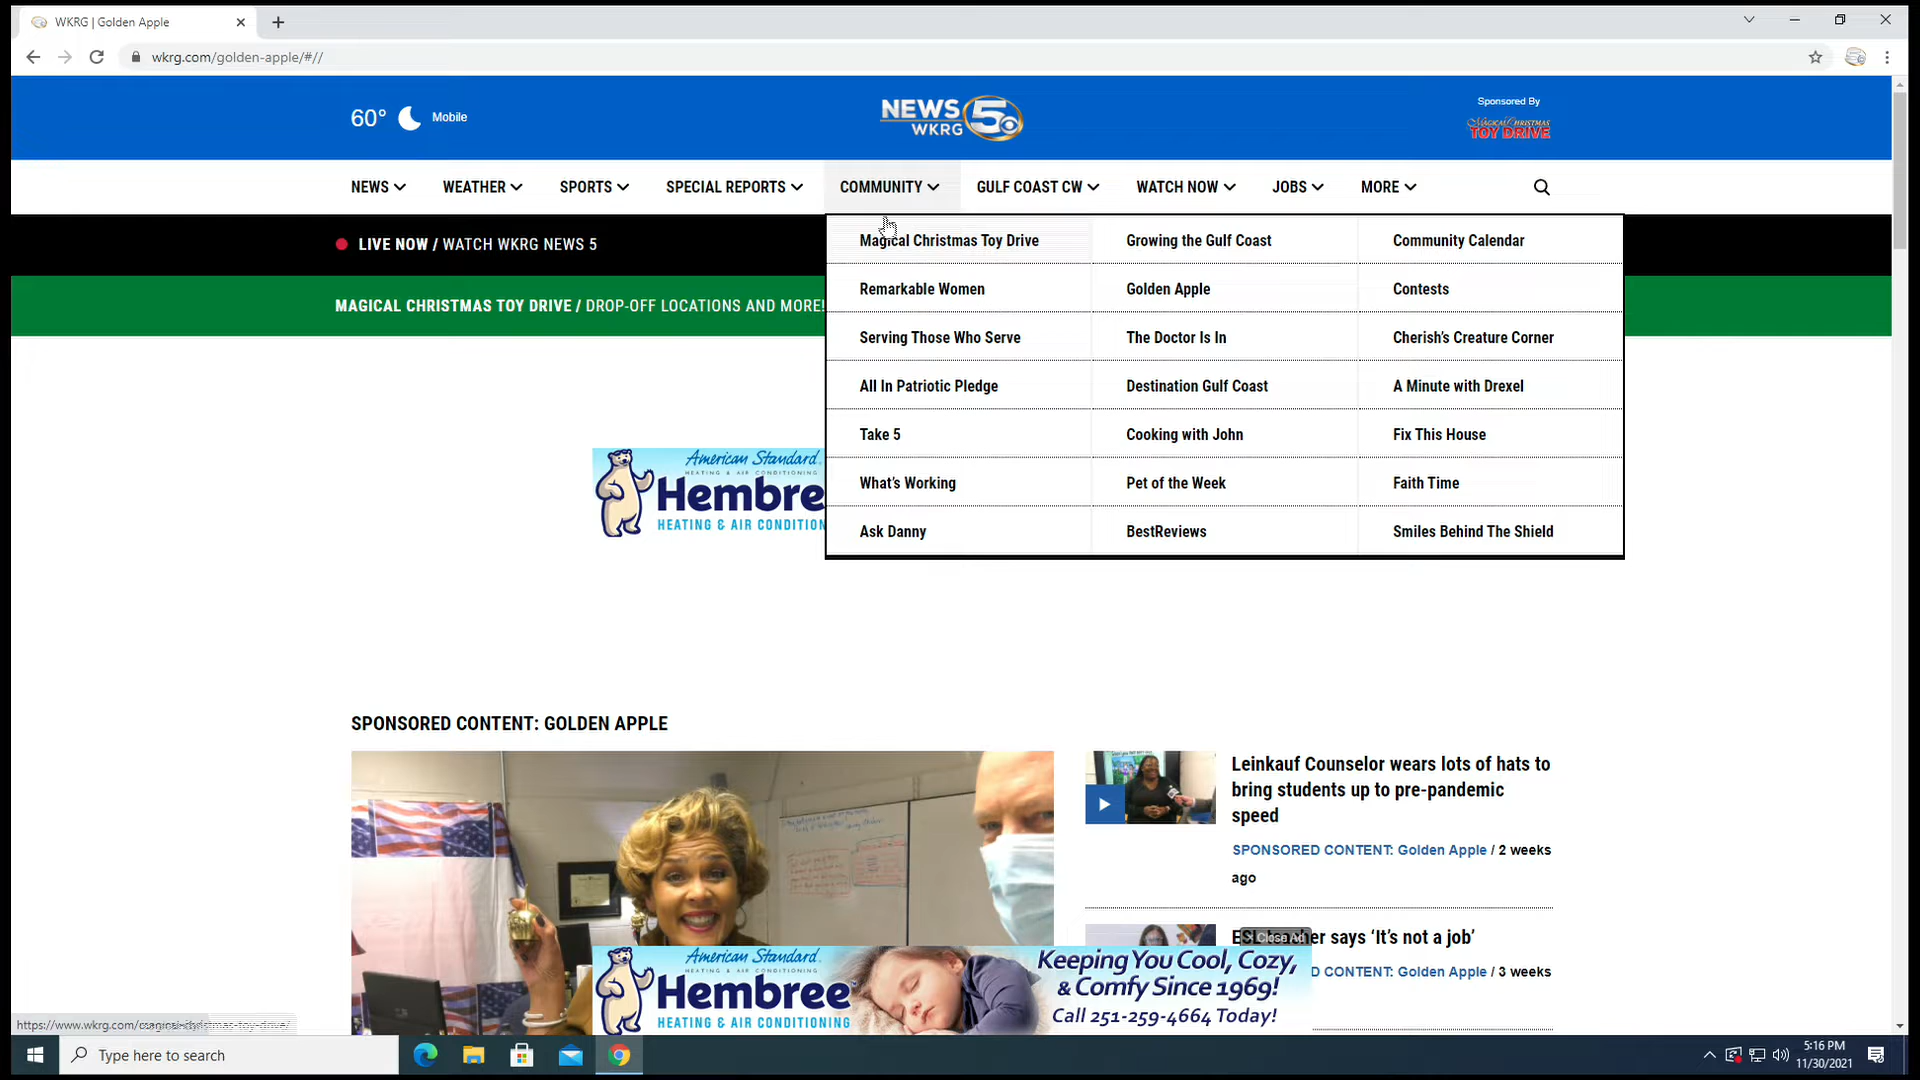 WKRG | Golden Apple
wkrg.com/golden-apple/#//
60°
Mobile
NEWS 5
WKRG
Sponsored By
MAGICAL CHRISTMAS
TOY DRIVE
NEWS
WEATHER
SPORTS
SPECIAL REPORTS
COMMUNITY
GULF COAST CW
WATCH NOW
JOBS
MORE
LIVE NOW / WATCH WKRG NEWS 5
MAGICAL CHRISTMAS TOY DRIVE / DROP-OFF LOCATIONS AND MORE!
Magical Christmas Toy Drive
Growing the Gulf Coast
Community Calendar
Remarkable Women
Golden Apple
Contests
Serving Those Who Serve
The Doctor Is In
Cherish's Creature Corner
All In Patriotic Pledge
Destination Gulf Coast
A Minute with Drexel
Take 5
Cooking with John
Fix This House
What's Working
Pet of the Week
Faith Time
Ask Danny
BestReviews
Smiles Behind The Shield
American Standard
HEATING & AIR CONDITIONING
Hembre
HEATING & AIR CONDITION
SPONSORED CONTENT: GOLDEN APPLE
Leinkauf Counselor wears lots of hats to
bring students up to pre-pandemic
speed
SPONSORED CONTENT: Golden Apple / 2 weeks
ago
er says ‘It’s not a job’
Close Ad
D CONTENT: Golden Apple / 3 weeks
American Standard
HEATING & AIR CONDITIONING
Hembree
HEATING & AIR CONDITIONING
Keeping You Cool, Cozy,
& Comfy Since 1969!
Call 251-259-4664 Today!
https://www.wkrg.com/
Type here to search
5:16 PM
11/30/2021